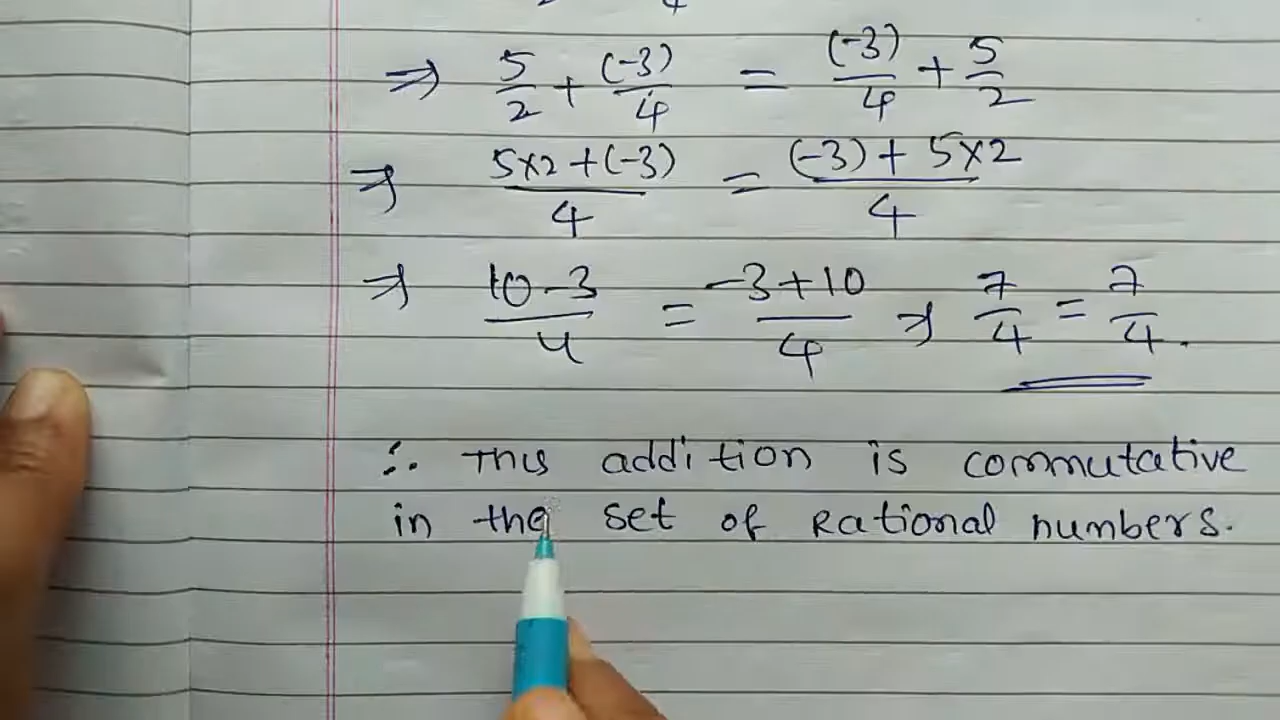 ⇒ 5/2 + (-3)/4 = (-3)/4 + 5/2
⇒ (5×2+(-3))/4 = ((-3) + 5×2)/4
⇒ (10-3)/4 = (-3+10)/4 ⇒ 7/4 = 7/4.
∴ This addition is commutative
in the set of Rational numbers.